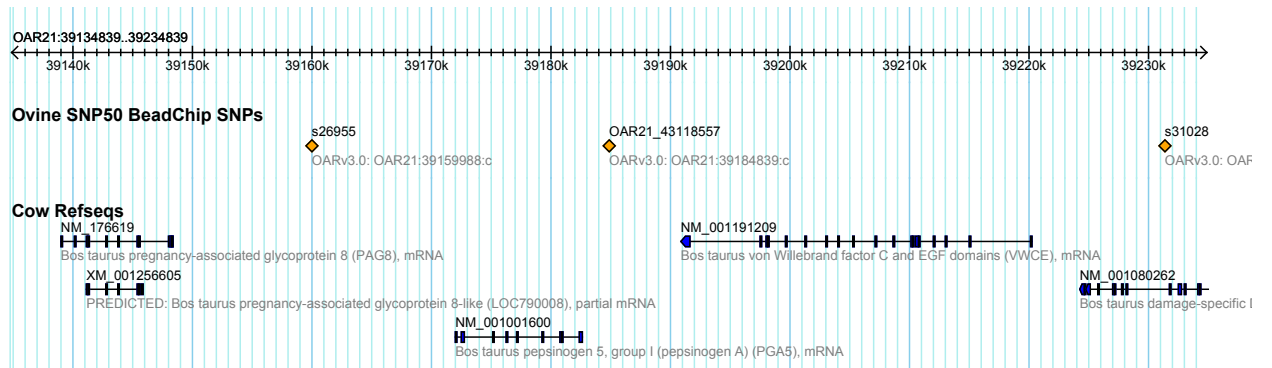 OAR21:39134839..39234839
39140k 39150k 39160k 39170k 39180k 39190k 39200k 39210k 39220k 39230k
Ovine SNP50 BeadChip SNPs
s26955 OAR21_43118557 s31028
OARv3.0: OAR21:39159988:c OARv3.0: OAR21:39184839:c OARv3.0: OAR
Cow Refseqs
NM_176619 NM_001191209
Bos taurus pregnancy-associated glycoprotein 8 (PAG8), mRNA Bos taurus von Willebrand factor C and EGF domains (VWCE), mRNA
XM_001256605 NM_001080262
PREDICTED: Bos taurus pregnancy-associated glycoprotein 8-like (LOC790008), partial mRNA Bos taurus damage-specific
NM_001001600
Bos taurus pepsinogen 5, group I (pepsinogen A) (PGA5), mRNA